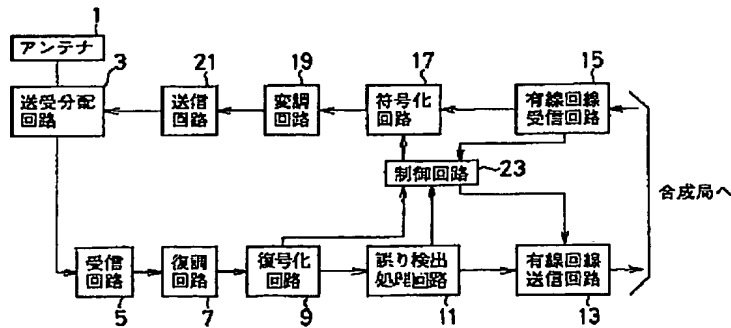 1
アンテナ
3
送受分配
回路
21
送信
回路
19
変調
回路
17
符号化
回路
15
有線回線
受信回路
制御回路
23
合成局へ
受信
回路
5
復調
回路
7
復号化
回路
9
誤り検出
処理回路
11
有線回線
送信回路
13